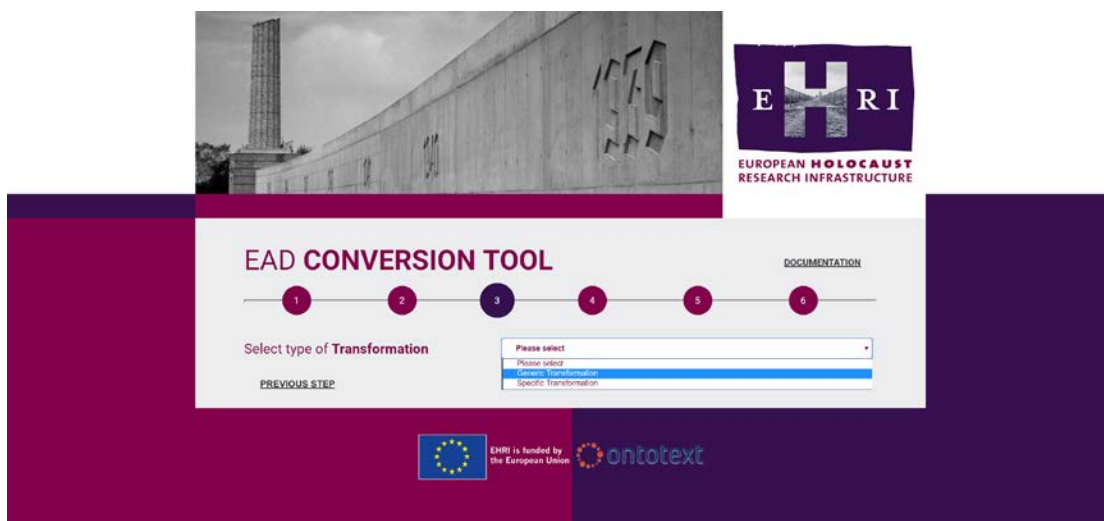 1939
E H RI
EUROPEAN HOLOCAUST
RESEARCH INFRASTRUCTURE
EAD CONVERSION TOOL
DOCUMENTATION
1 2 3 4 5 6
Select type of Transformation
Please select
Please select
Generic Transformation
Specific Transformation
PREVIOUS STEP
EHRI is funded by
the European Union
ontotext